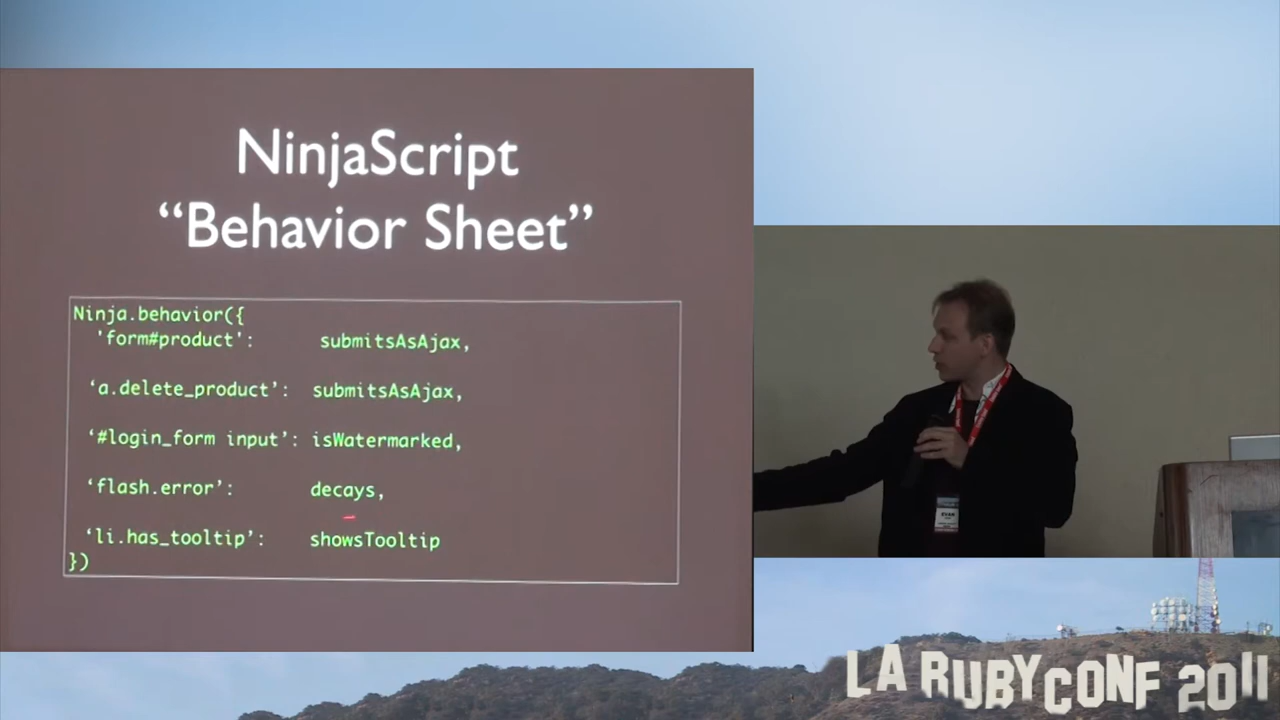 NinjaScript
“Behavior Sheet”
Ninja.behavior({
'form#product': submitsAsAjax,
‘a.delete_product’: submitsAsAjax,
‘#login_form input’: isWatermarked,
‘flash.error’: decays,
‘li.has_tooltip’: showsTooltip
})
EVAN
LA RUBYCONF 2011